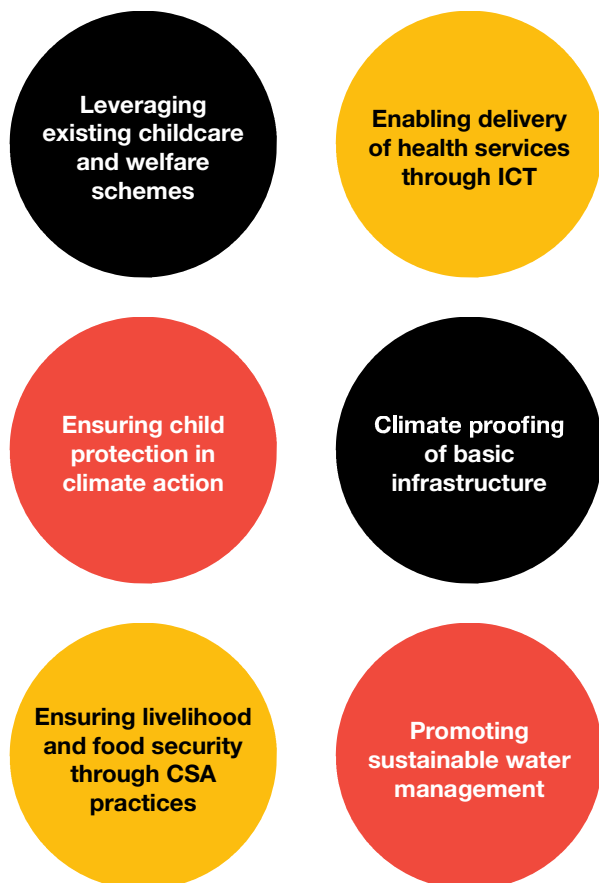 Leveraging
existing childcare
and welfare
schemes
Enabling delivery
of health services
through ICT
Ensuring child
protection in
climate action
Climate proofing
of basic
infrastructure
Ensuring livelihood
and food security
through CSA
practices
Promoting
sustainable water
management